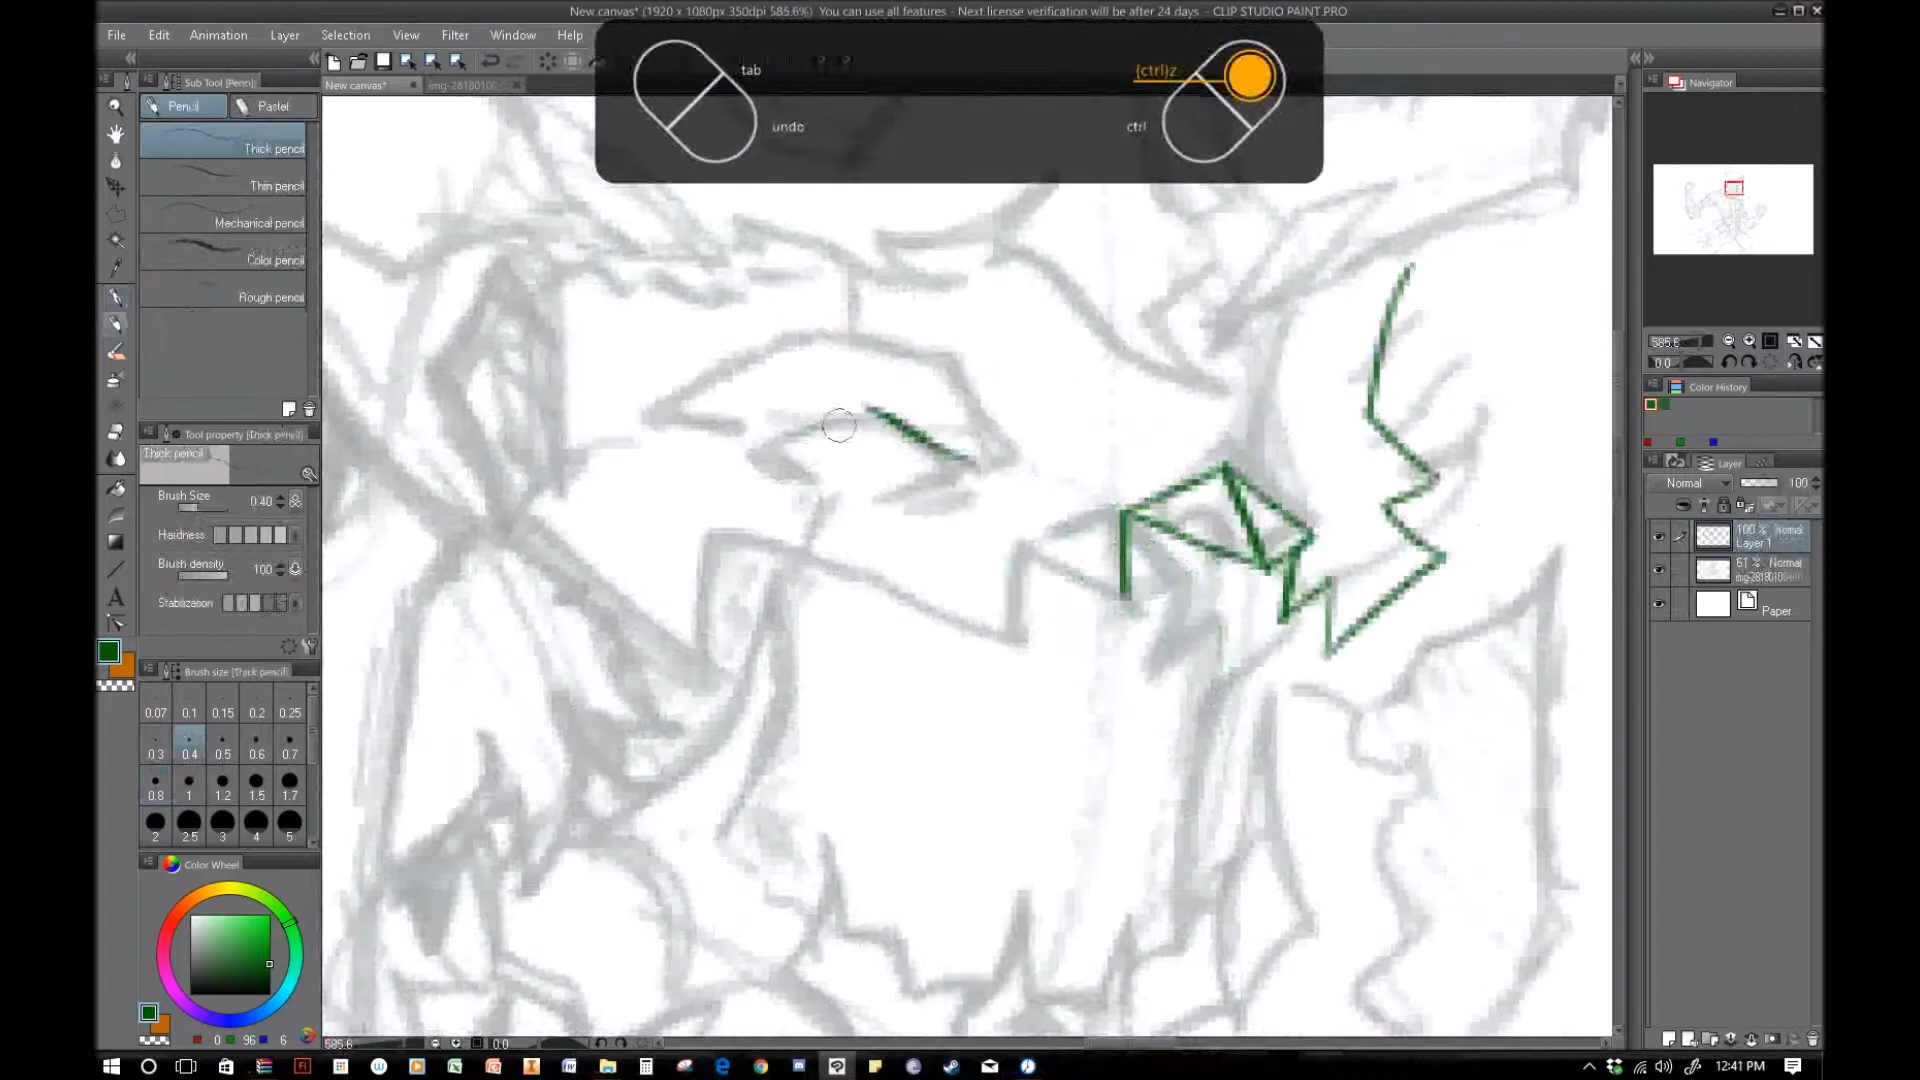 New canvas* (1920 x 1080px 350dpi 585.6%) You can use all features - Next license verification will be after 24 days. - CLIP STUDIO PAINT PRO
File Edit Animation Layer Selection View Filter Window Help
tab
undo
{ctrl}z
ctrl
New canvas*
img-28180100
Sub Tool [Pencil]
Pencil
Pastel
Thick pencil
Thin pencil
Mechanical pencil
Color pencil
Rough pencil
Tool property [Thick pencil]
Thick pencil
Brush Size 0.40
Hardness
Brush density 100
Stabilization
Brush size [Thick pencil]
0.07 0.1 0.15 0.2 0.25
0.3 0.4 0.5 0.6 0.7
0.8 1 1.2 1.5 1.7
2 2.5 3 4 5
Color Wheel
0 96 6
585.6
0.0
Navigator
585.6
0.0
Color History
Layer
Normal 100
100 % Normal
Layer 1
61 % Normal
Paper
12:41 PM